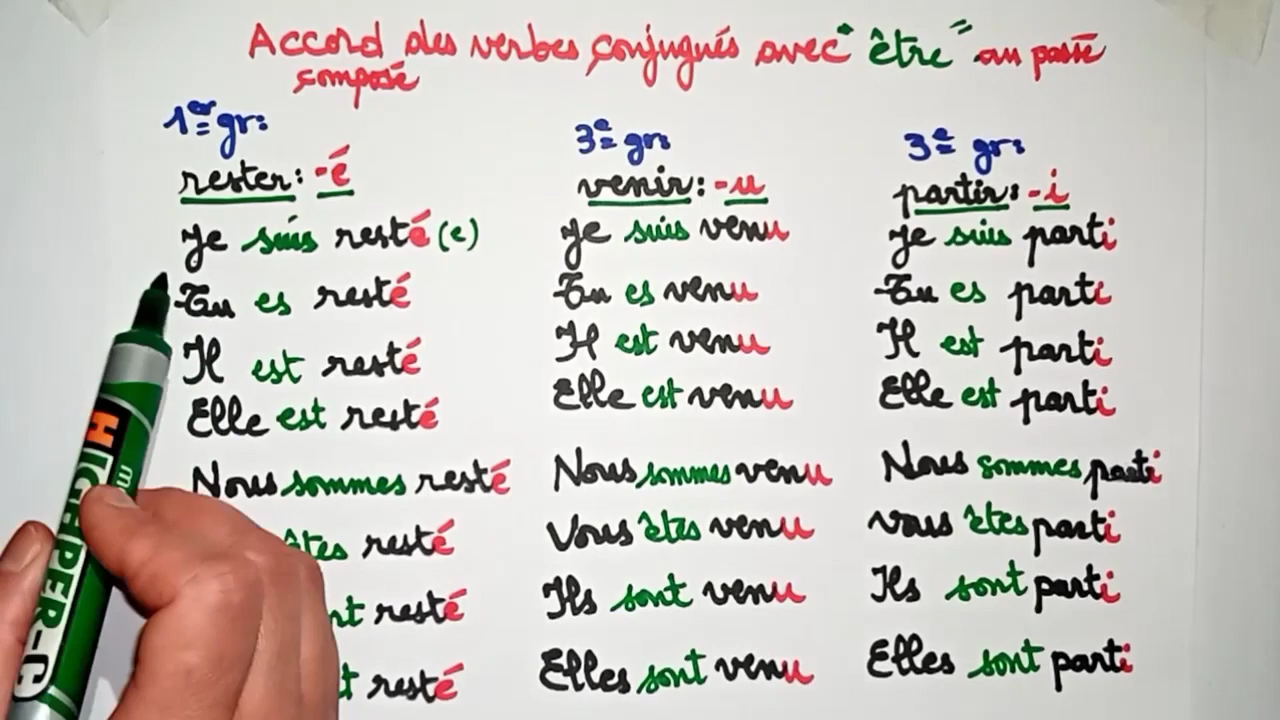 Accord des verbes conjugués avec "être" au passé
composé
1er gr:
rester: -é
Je suis resté (e)
Tu es resté
Il est resté
Elle est resté
Nous sommes resté
êtes resté
resté
resté
3e gr:
venir: -u
Je suis venu
Tu es venu
Il est venu
Elle est venu
Nous sommes venu
Vous êtes venu
Ils sont venu
Elles sont venu
3e gr:
partir: -i
Je suis parti
Tu es parti
Il est parti
Elle est parti
Nous sommes parti
Vous êtes parti
Ils sont parti
Elles sont parti